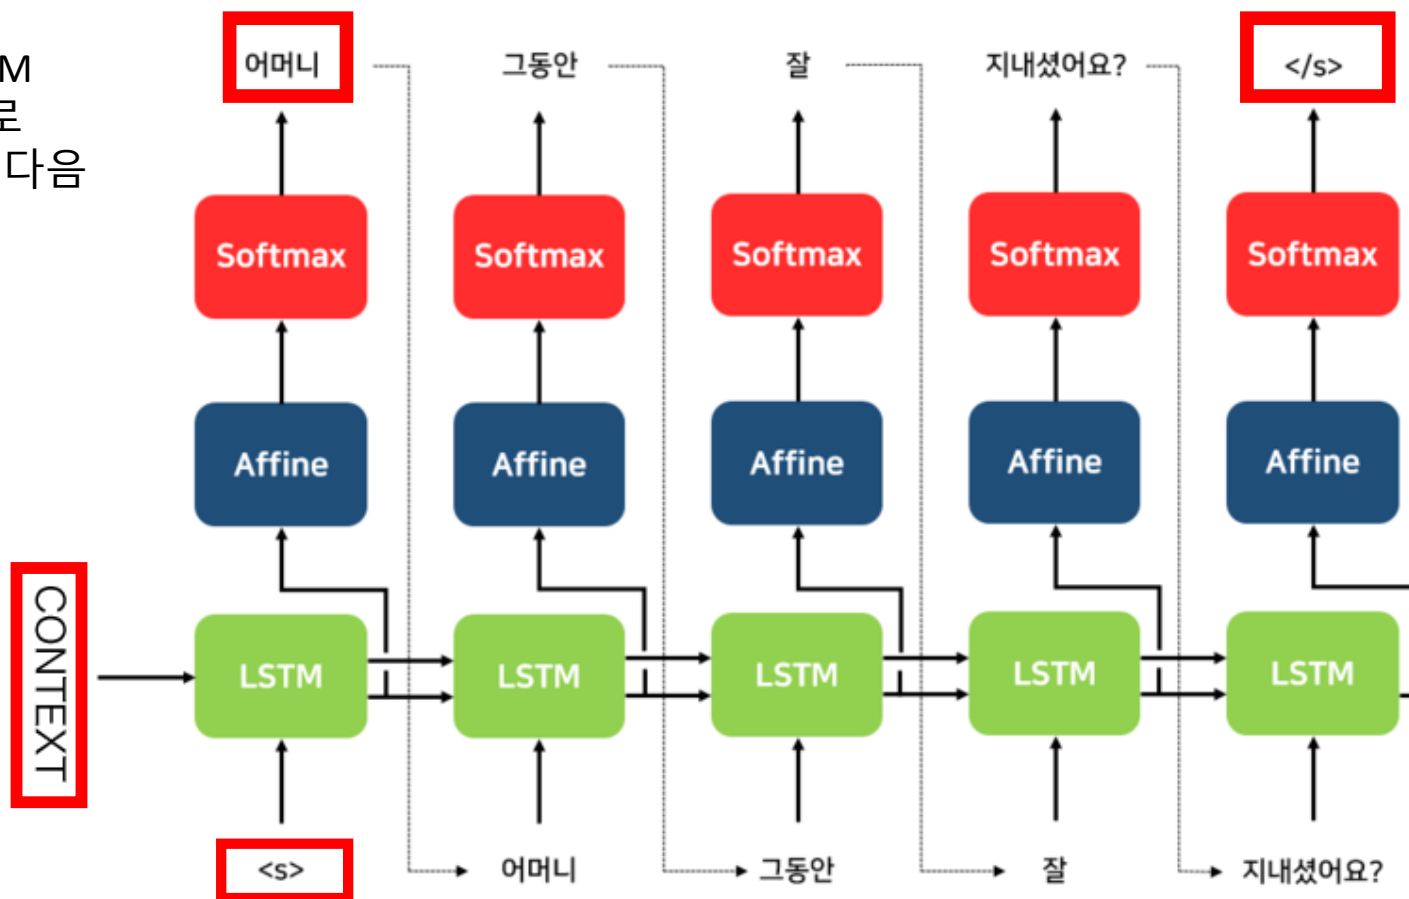 M
로
다음
어머니 그동안 잘 지내셨어요? </s>
Softmax Softmax Softmax Softmax Softmax
Affine Affine Affine Affine Affine
CONTEXT
LSTM LSTM LSTM LSTM LSTM
<s> 어머니 그동안 잘 지내셨어요?